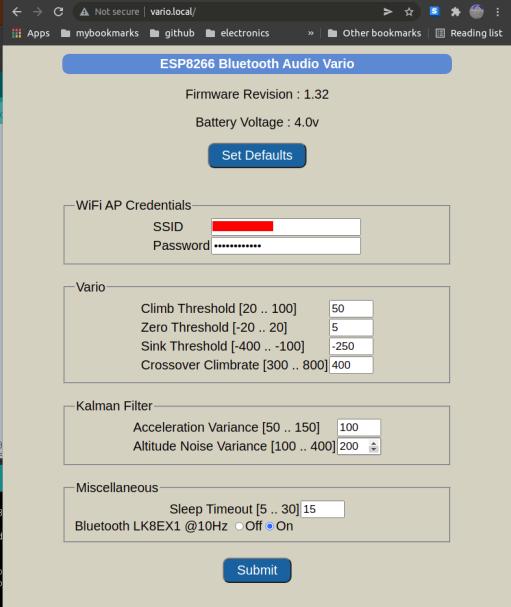 Not secure | vario.local/
Apps mybookmarks github electronics » Other bookmarks Reading list
ESP8266 Bluetooth Audio Vario
Firmware Revision : 1.32
Battery Voltage : 4.0v
Set Defaults
WiFi AP Credentials
SSID
Password ••••••••••••
Vario
Climb Threshold [20 .. 100] 50
Zero Threshold [-20 .. 20] 5
Sink Threshold [-400 .. -100] -250
Crossover Climbrate [300 .. 800] 400
Kalman Filter
Acceleration Variance [50 .. 150] 100
Altitude Noise Variance [100 .. 400] 200
Miscellaneous
Sleep Timeout [5 .. 30] 15
Bluetooth LK8EX1 @10Hz Off On
Submit